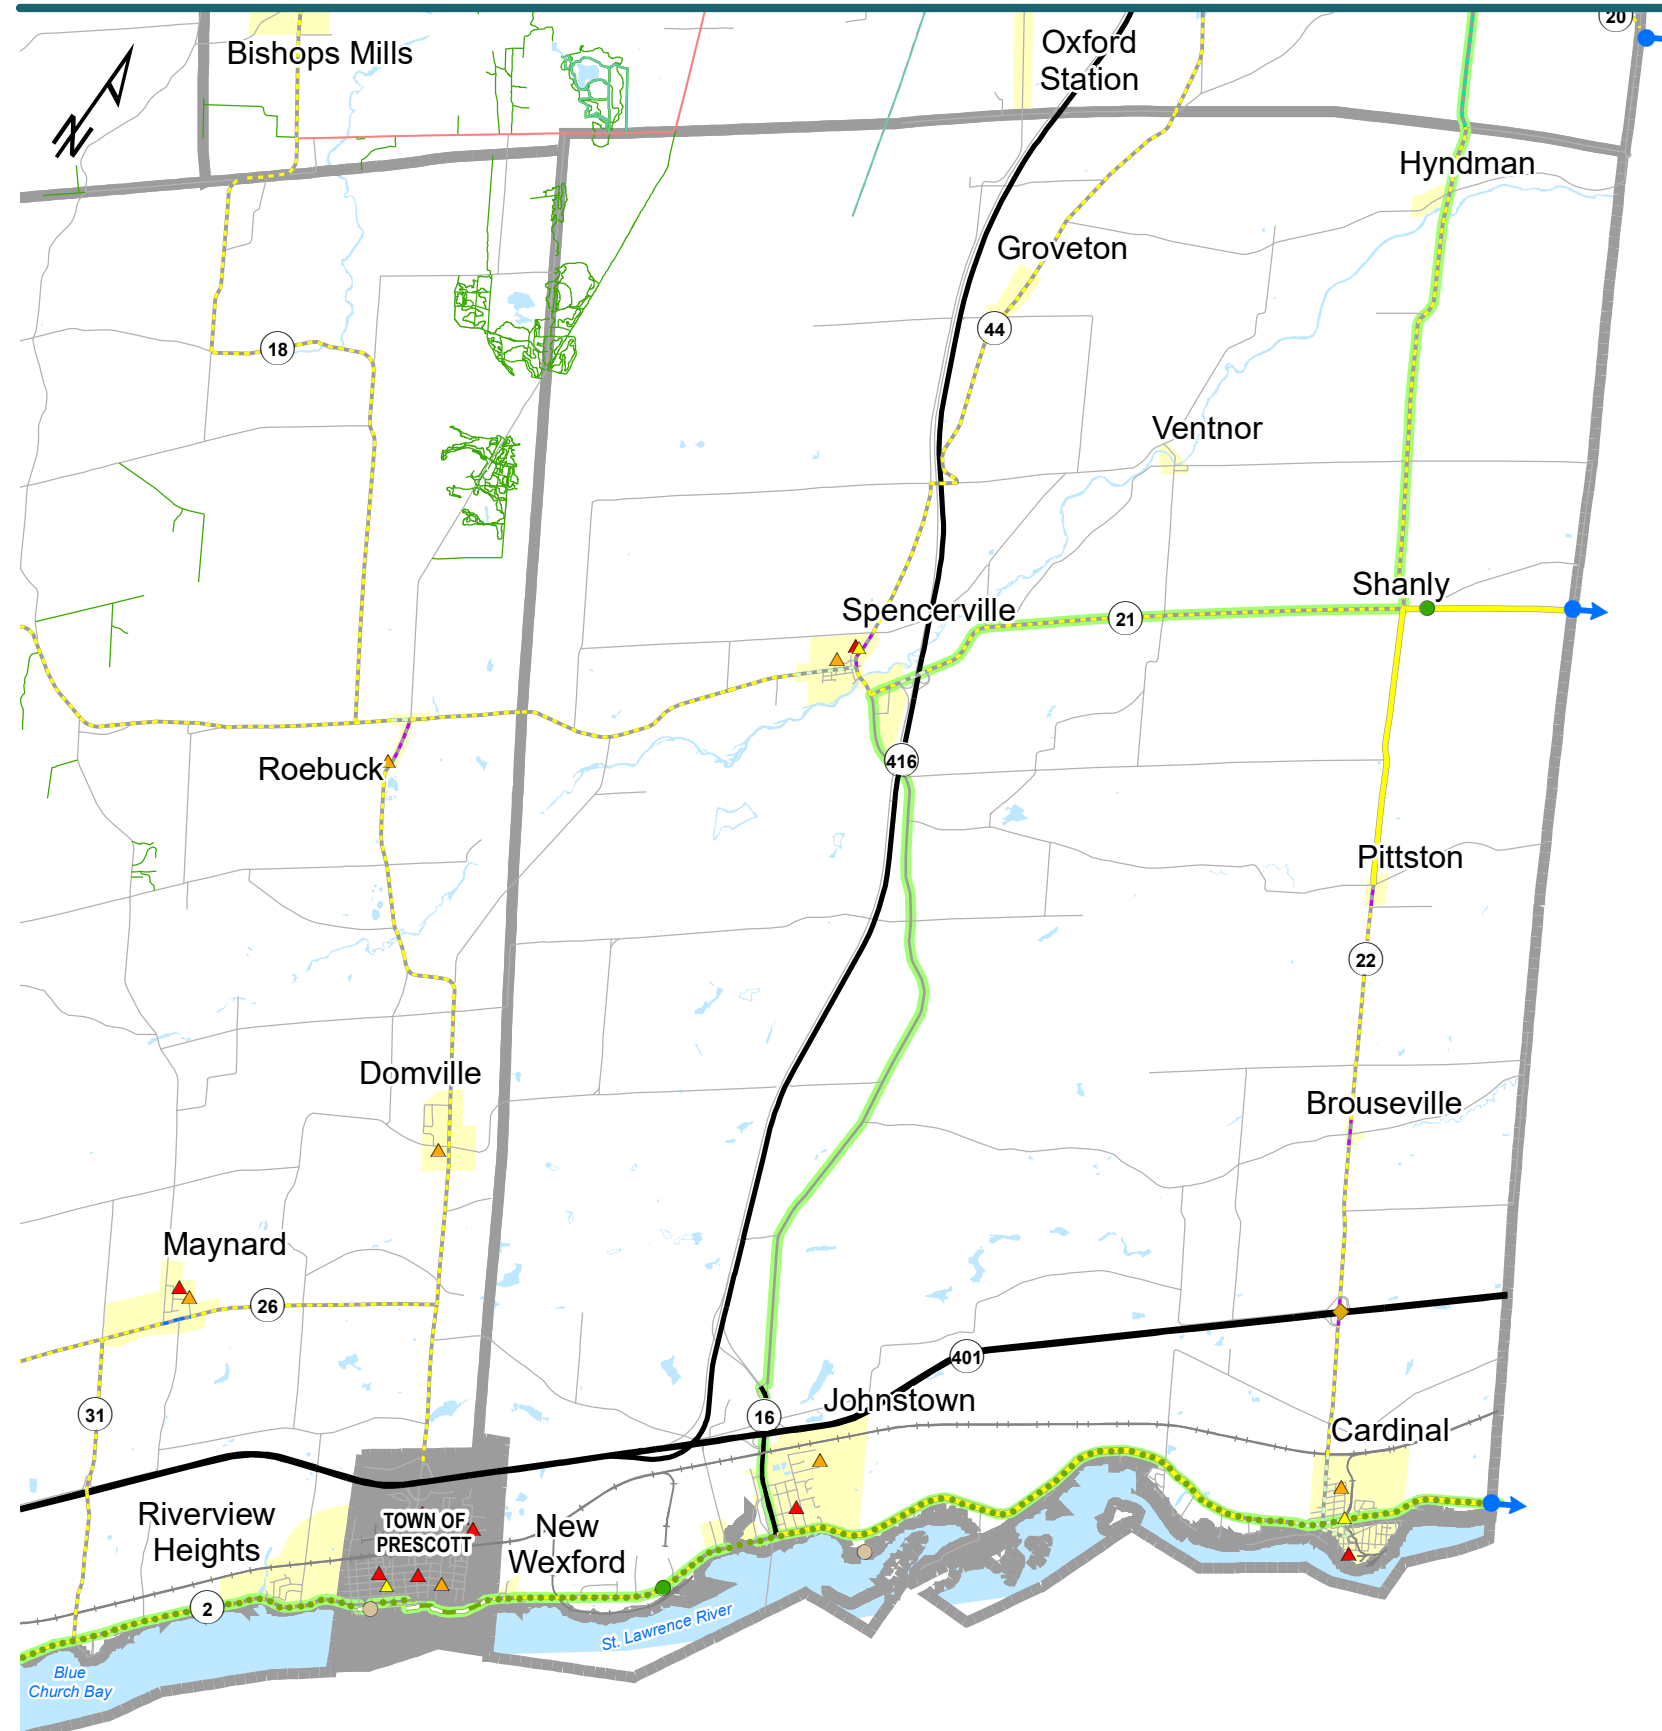 20
Bishops Mills
Oxford
Station
N
Hyndman
Groveton
44
18
Ventnor
Shanly
Spencerville
21
416
Roebuck
Pittston
22
Domville
Brouseville
Maynard
26
401
Johnstown
31
16
Cardinal
Riverview
Heights
TOWN OF
PRESCOTT
New
Wexford
2
St. Lawrence River
Blue
Church Bay